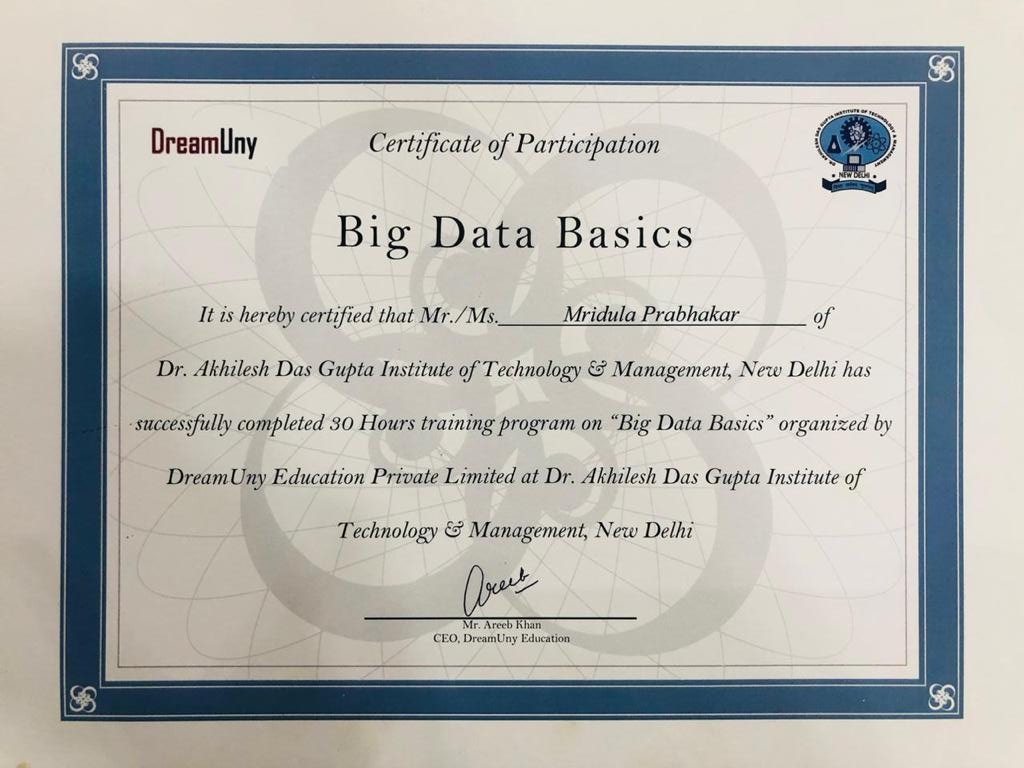 DreamUny
Certificate of Participation
DR. AKHILESH DAS GUPTA INSTITUTE OF TECHNOLOGY & MANAGEMENT
NEW DELHI
Big Data Basics
It is hereby certified that Mr./Ms. Mridula Prabhakar of
Dr. Akhilesh Das Gupta Institute of Technology & Management, New Delhi has
successfully completed 30 Hours training program on “Big Data Basics” organized by
DreamUny Education Private Limited at Dr. Akhilesh Das Gupta Institute of
Technology & Management, New Delhi
Areeb
Mr. Areeb Khan
CEO, DreamUny Education